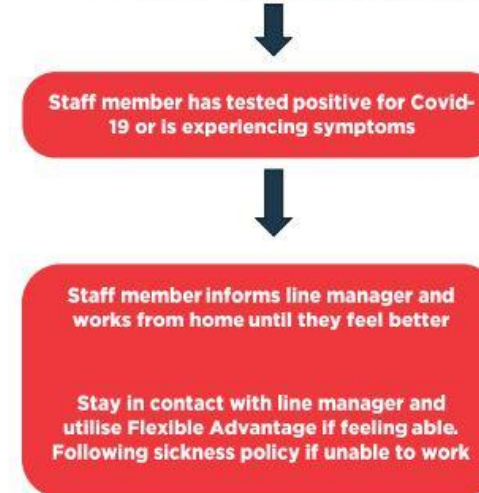 Staff member has tested positive for Covid-
19 or is experiencing symptoms
Staff member informs line manager and
works from home until they feel better
Stay in contact with line manager and
utilise Flexible Advantage if feeling able.
Following sickness policy if unable to work